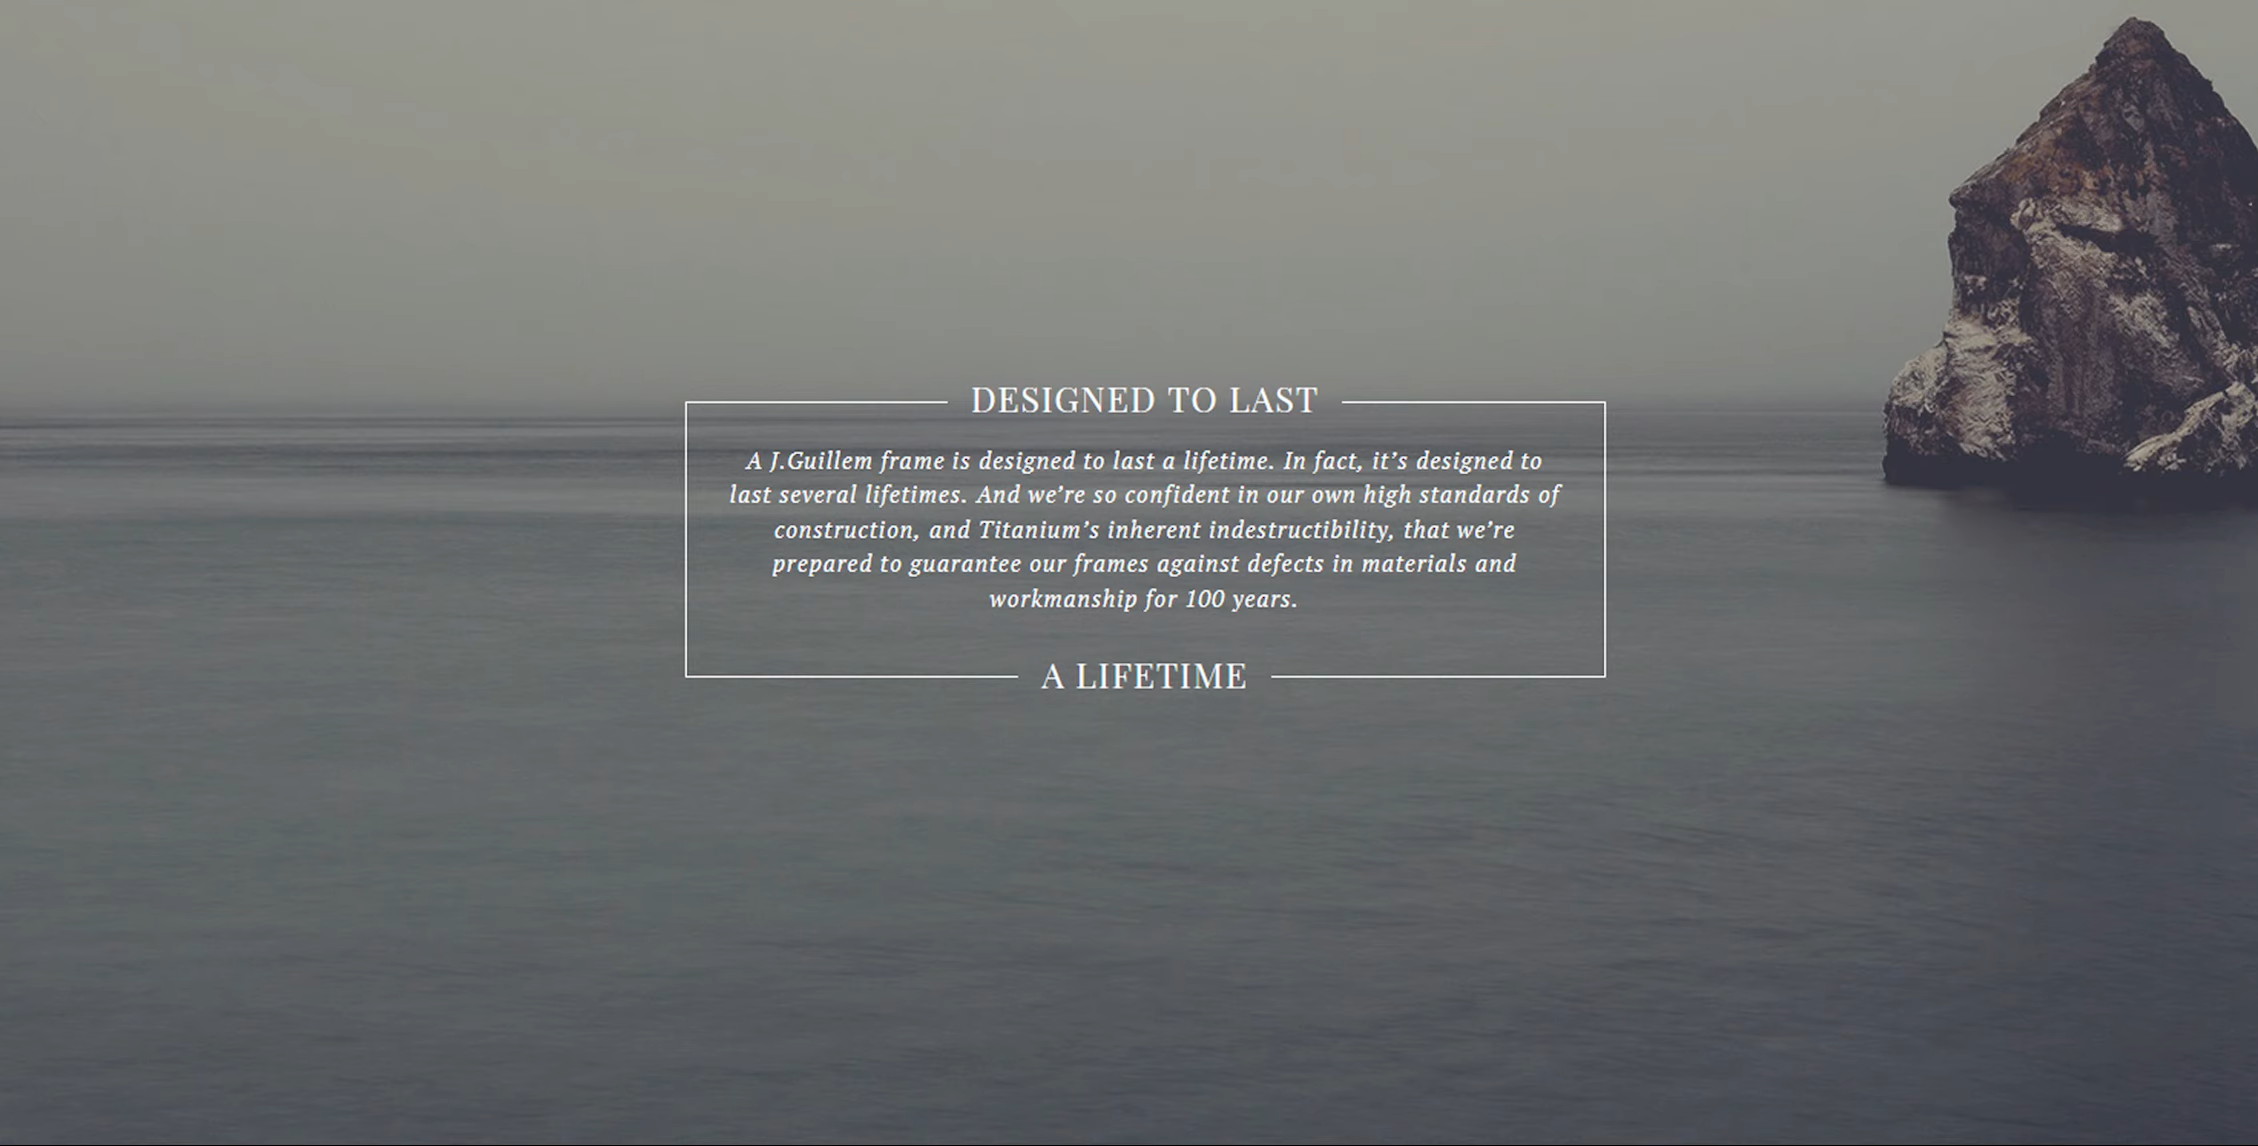 DESIGNED TO LAST
A J.Guillem frame is designed to last a lifetime. In fact, it’s designed to
last several lifetimes. And we’re so confident in our own high standards of
construction, and Titanium’s inherent indestructibility, that we’re
prepared to guarantee our frames against defects in materials and
workmanship for 100 years.
A LIFETIME